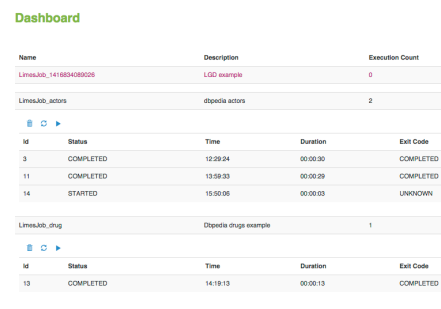 Dashboard
Name Description Execution Count
LimesJob_1416834089026 LGD example 0
LimesJob_actors dbpedia actors 2
Id Status Time Duration Exit Code
3 COMPLETED 12:29:24 00:00:30 COMPLETED
11 COMPLETED 13:59:33 00:00:29 COMPLETED
14 STARTED 15:50:06 00:00:03 UNKNOWN
LimesJob_drug Dbpedia drugs example 1
Id Status Time Duration Exit Code
13 COMPLETED 14:19:13 00:00:13 COMPLETED